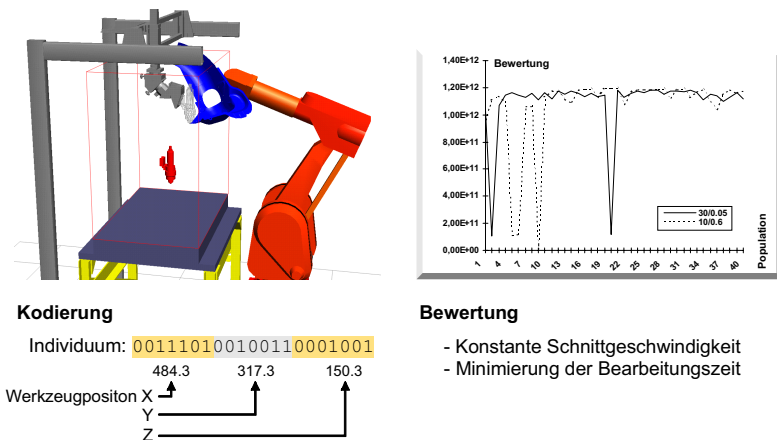 1,40E+12
Bewertung
1,20E+12
1,00E+12
8,00E+11
6,00E+11
4,00E+11
2,00E+11
0,00E+00
30/0.05
10/0.6
1 4 7 10 13 16 19 22 25 28 31 34 37 40
Population
Kodierung
Individuum: 001110100100110001001
484.3 317.3 150.3
Werkzeugpositon X
Y
Z
Bewertung
- Konstante Schnittgeschwindigkeit
- Minimierung der Bearbeitungszeit